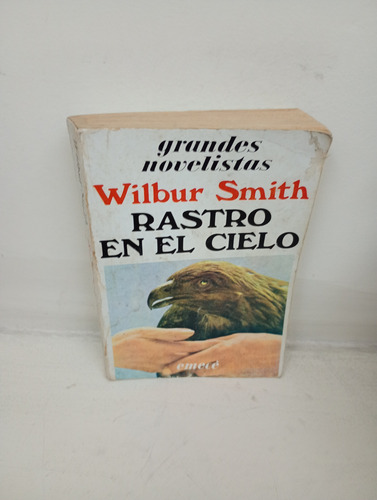 grandes
novelistas
Wilbur Smith
RASTRO
EN EL CIELO
emecé